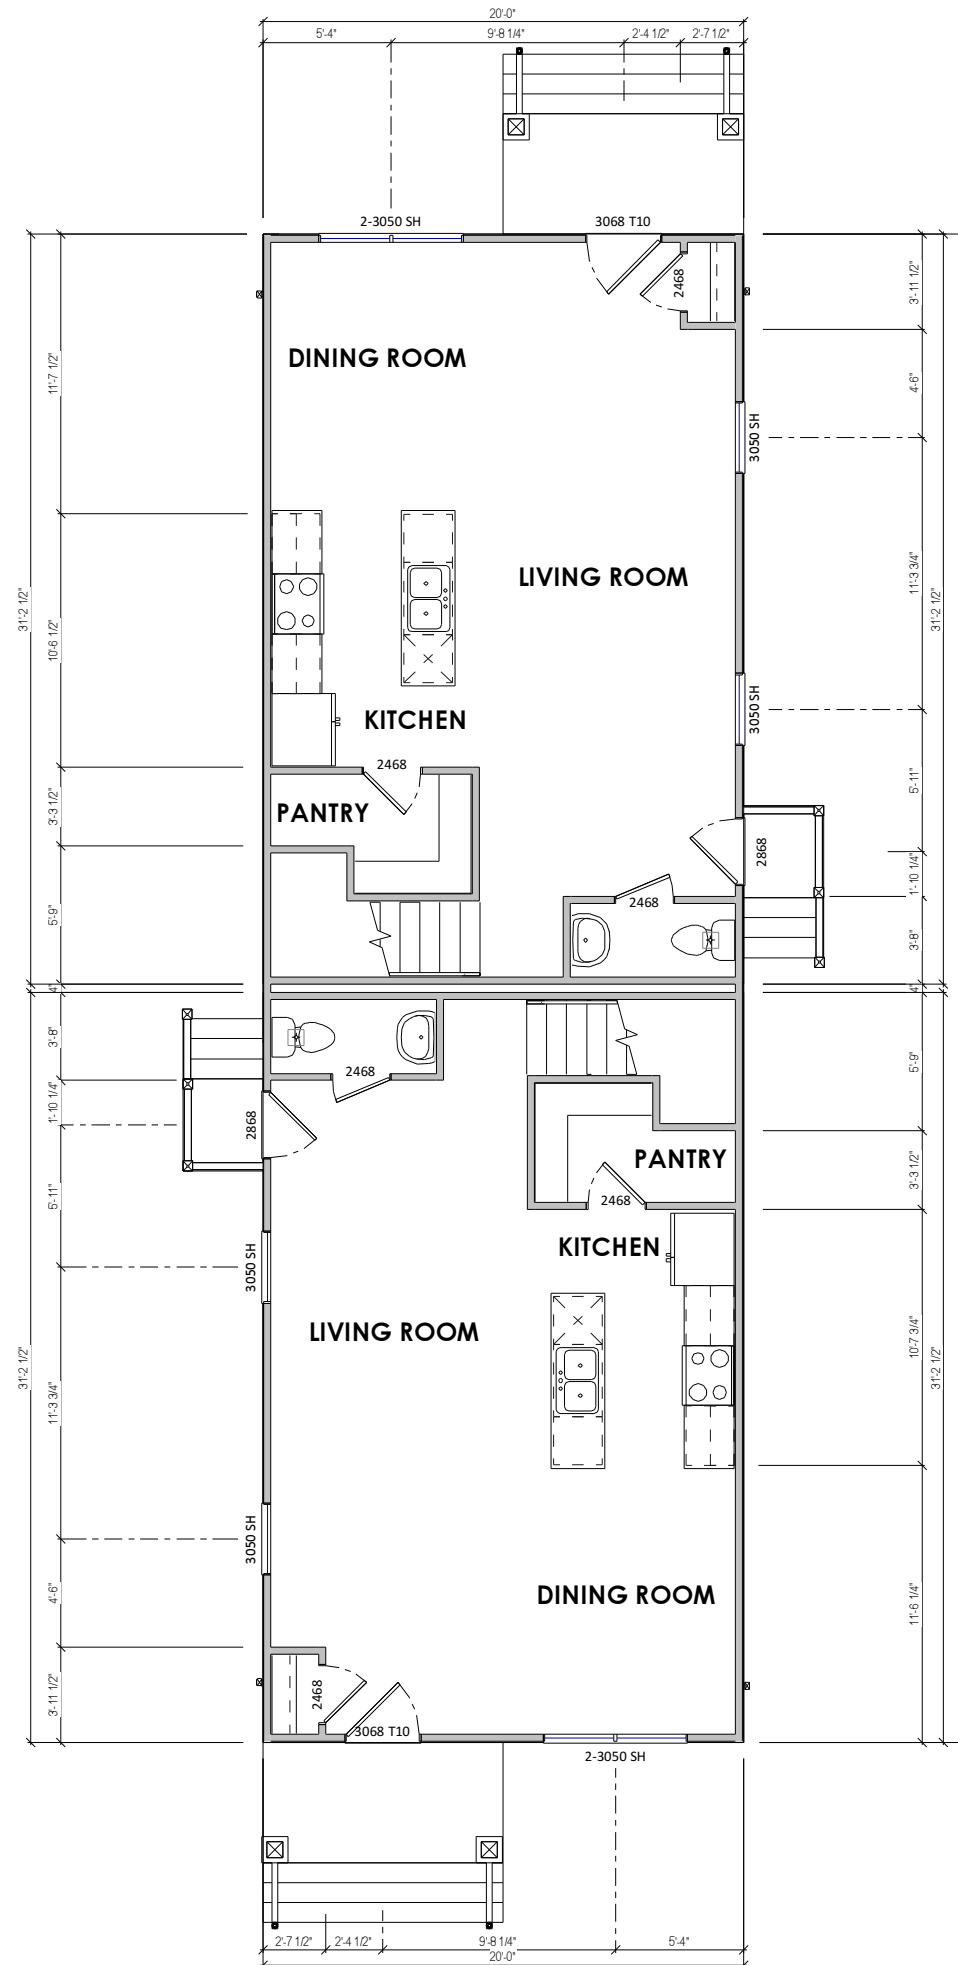 20'-0"
5'-4" 9'-8 1/4" 2'-4 1/2" 2'-7 1/2"
2-3050 SH 3068 T10
2468
3'-11 1/2"
DINING ROOM
11'-7 1/2"
4'-6"
3050 SH
LIVING ROOM
11'-3 3/4"
31'-2 1/2"
31'-2 1/2"
10'-6 1/2"
3050 SH
KITCHEN
2468
5'-11"
PANTRY
3'-3 1/2"
2868
1'-10 1/4"
2468
5'-9"
3'-8"
4"
4"
3'-8"
5'-9"
2468
1'-10 1/4"
2868
PANTRY
3'-3 1/2"
2468
5'-11"
KITCHEN
3050 SH
LIVING ROOM
10'-7 3/4"
31'-2 1/2"
31'-2 1/2"
11'-3 3/4"
3050 SH
DINING ROOM
4'-6"
11'-6 1/4"
2468
3'-11 1/2"
3068 T10
2-3050 SH
2'-7 1/2" 2'-4 1/2" 9'-8 1/4" 5'-4"
20'-0"